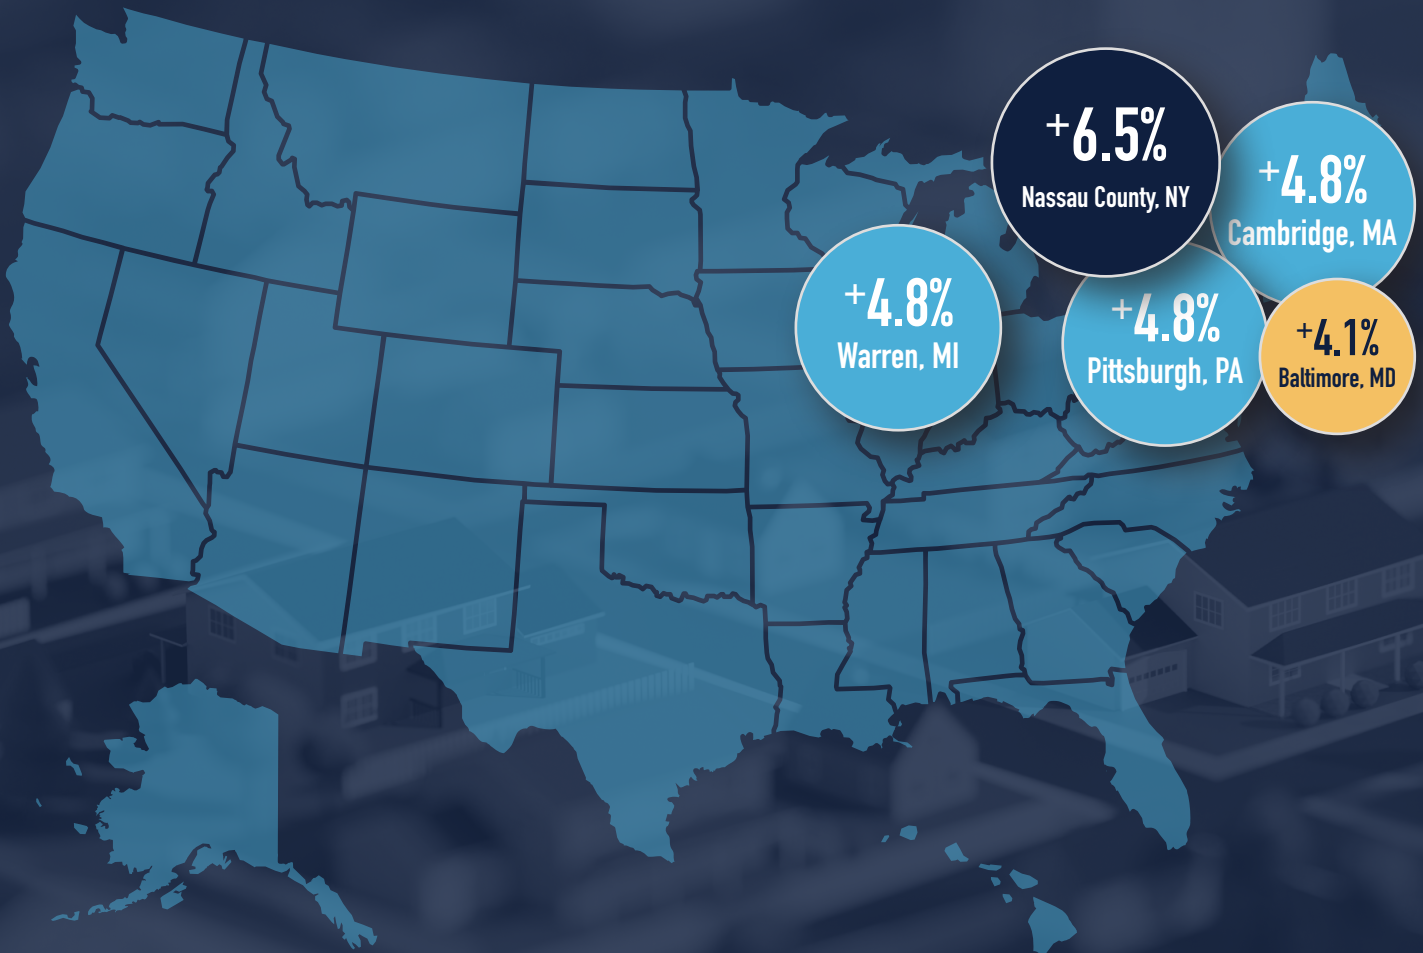 +6.5%
Nassau County, NY
+4.8%
Cambridge, MA
+4.8%
Warren, MI
+4.8%
Pittsburgh, PA
+4.1%
Baltimore, MD